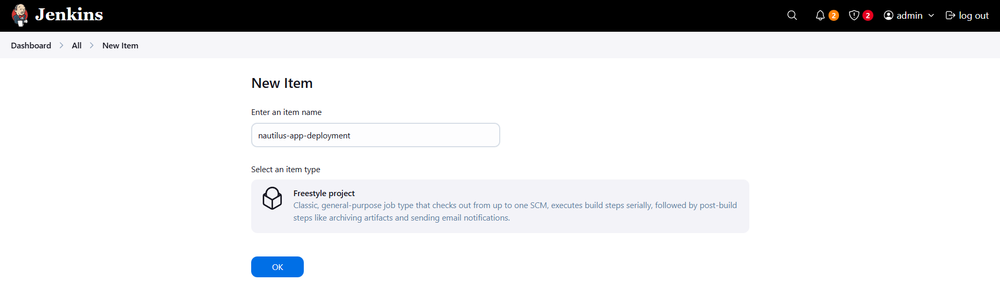 Jenkins
2
2
admin
log out
Dashboard
All
New Item
New Item
Enter an item name
nautilus-app-deployment
Select an item type
Freestyle project
Classic, general-purpose job type that checks out from up to one SCM, executes build steps serially, followed by post-build
steps like archiving artifacts and sending email notifications.
OK